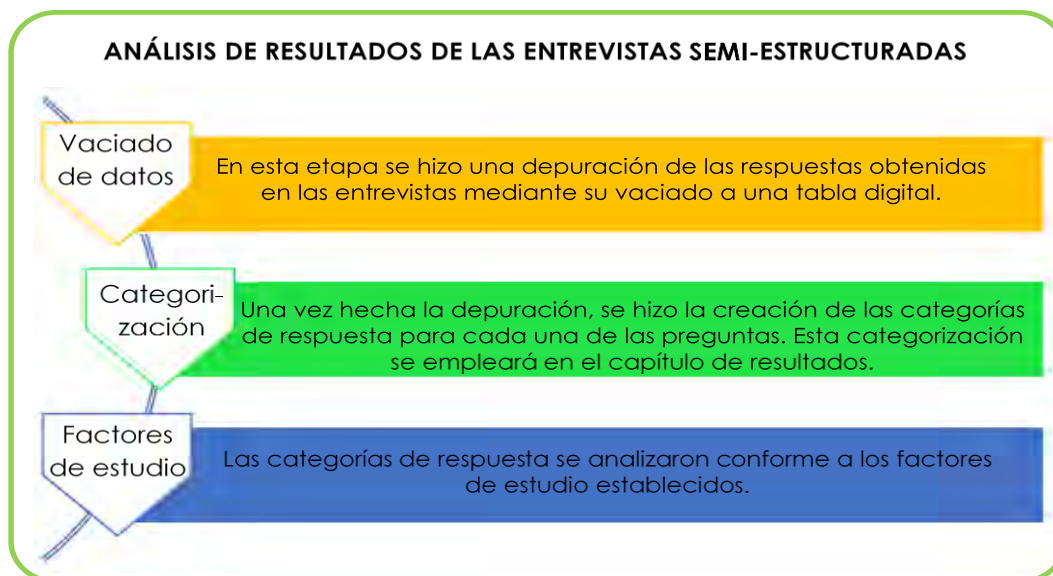 ANÁLISIS DE RESULTADOS DE LAS ENTREVISTAS SEMI-ESTRUCTURADAS
Vaciado
de datos
En esta etapa se hizo una depuración de las respuestas obtenidas
en las entrevistas mediante su vaciado a una tabla digital.
Categori-
zación
Una vez hecha la depuración, se hizo la creación de las categorías
de respuesta para cada una de las preguntas. Esta categorización
se empleará en el capítulo de resultados.
Factores
de estudio
Las categorías de respuesta se analizaron conforme a los factores
de estudio establecidos.